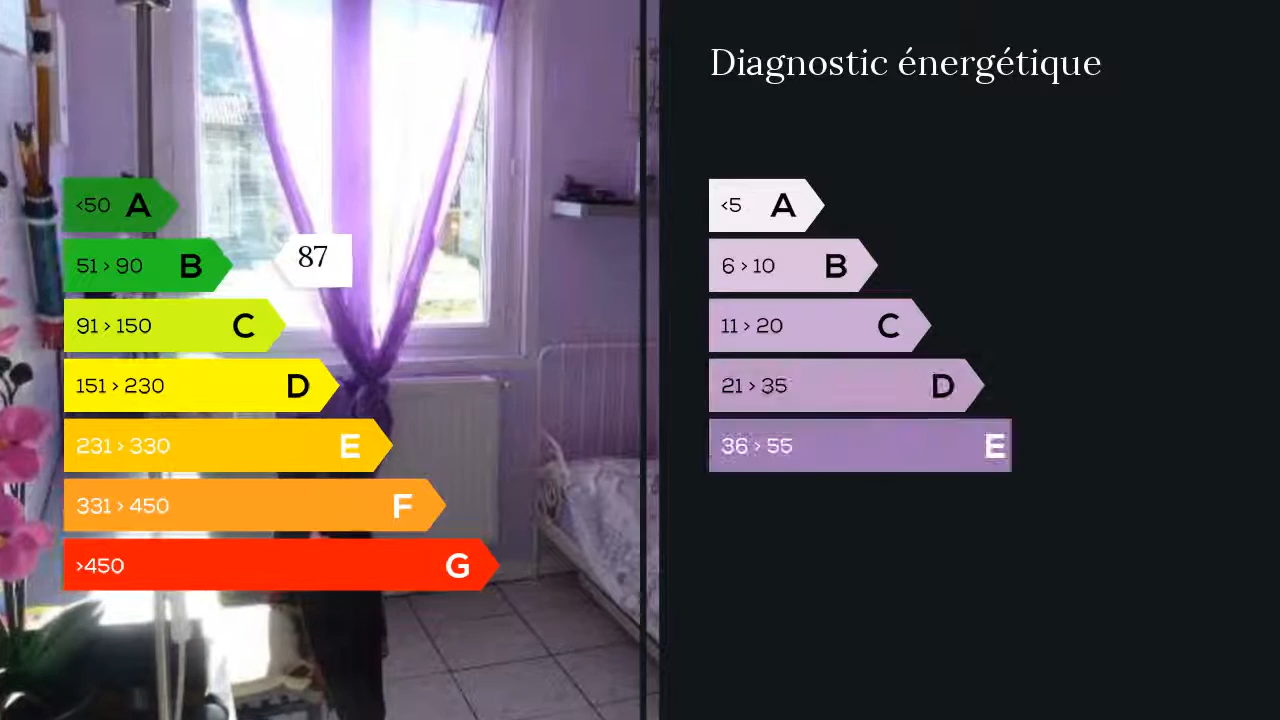 Diagnostic énergétique
<50 A
51 > 90 B
87
91 > 150 C
151 > 230 D
231 > 330 E
331 > 450 F
>450 G
<5 A
6 > 10 B
11 > 20 C
21 > 35 D
36 > 55 E